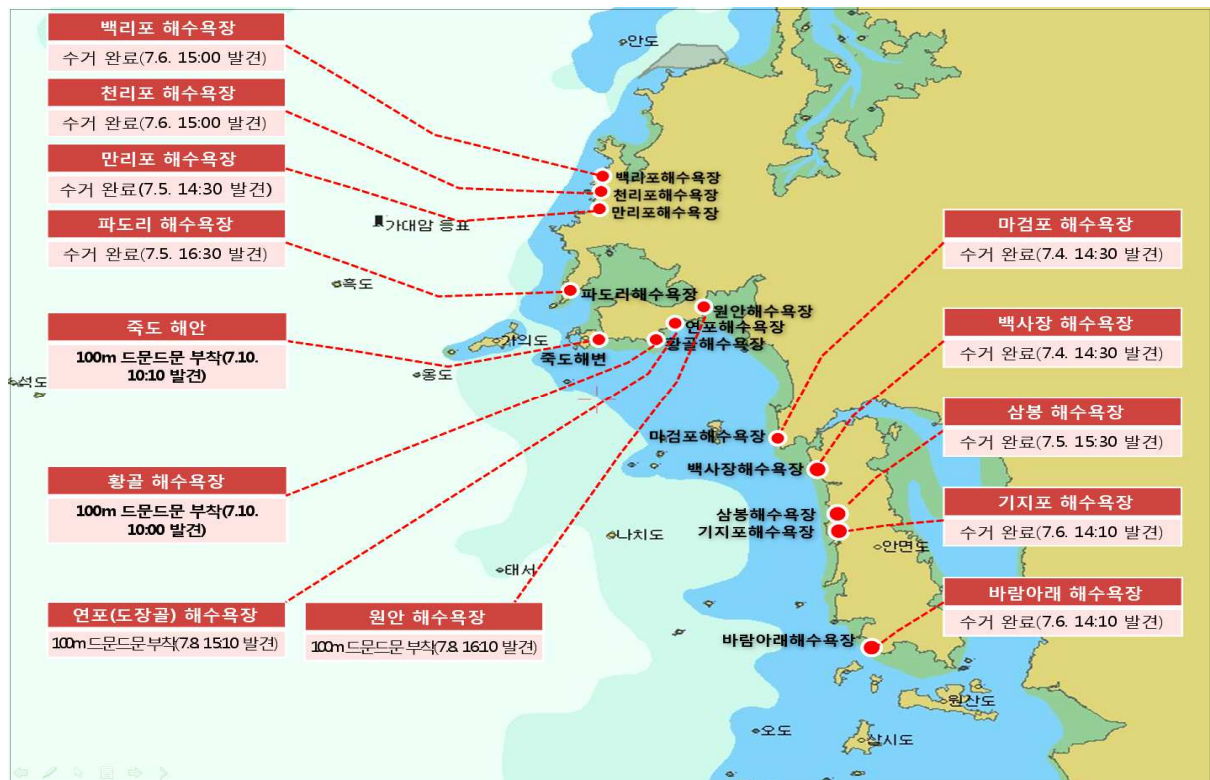 백리포 해수욕장
수거 완료(7.6. 15:00 발견)
천리포 해수욕장
수거 완료(7.6. 15:00 발견)
만리포 해수욕장
수거 완료(7.5. 14:30 발견)
파도리 해수욕장
수거 완료(7.5. 16:30 발견)
죽도 해안
100m 드문드문 부착(7.10.
10:10 발견)
황골 해수욕장
100m 드문드문 부착(7.10.
10:00 발견)
연포(도장골) 해수욕장
100m 드문드문 부착(7.8. 15:10 발견)
원안 해수욕장
100m 드문드문 부착(7.8. 16:10 발견)
안도
백리포해수욕장
천리포해수욕장
만리포해수욕장
가대암 등표
흑도
파도리해수욕장
원안해수욕장
연포해수욕장
황골해수욕장
가의도
죽도해변
석도
옹도
마검포해수욕장
백사장해수욕장
삼봉해수욕장
기지포해수욕장
안면도
나치도
태서
바람아래해수욕장
원산도
오도
삽시도
마검포 해수욕장
수거 완료(7.4. 14:30 발견)
백사장 해수욕장
수거 완료(7.4. 14:30 발견)
삼봉 해수욕장
수거 완료(7.5. 15:30 발견)
기지포 해수욕장
수거 완료(7.6. 14:10 발견)
바람아래 해수욕장
수거 완료(7.6. 14:10 발견)